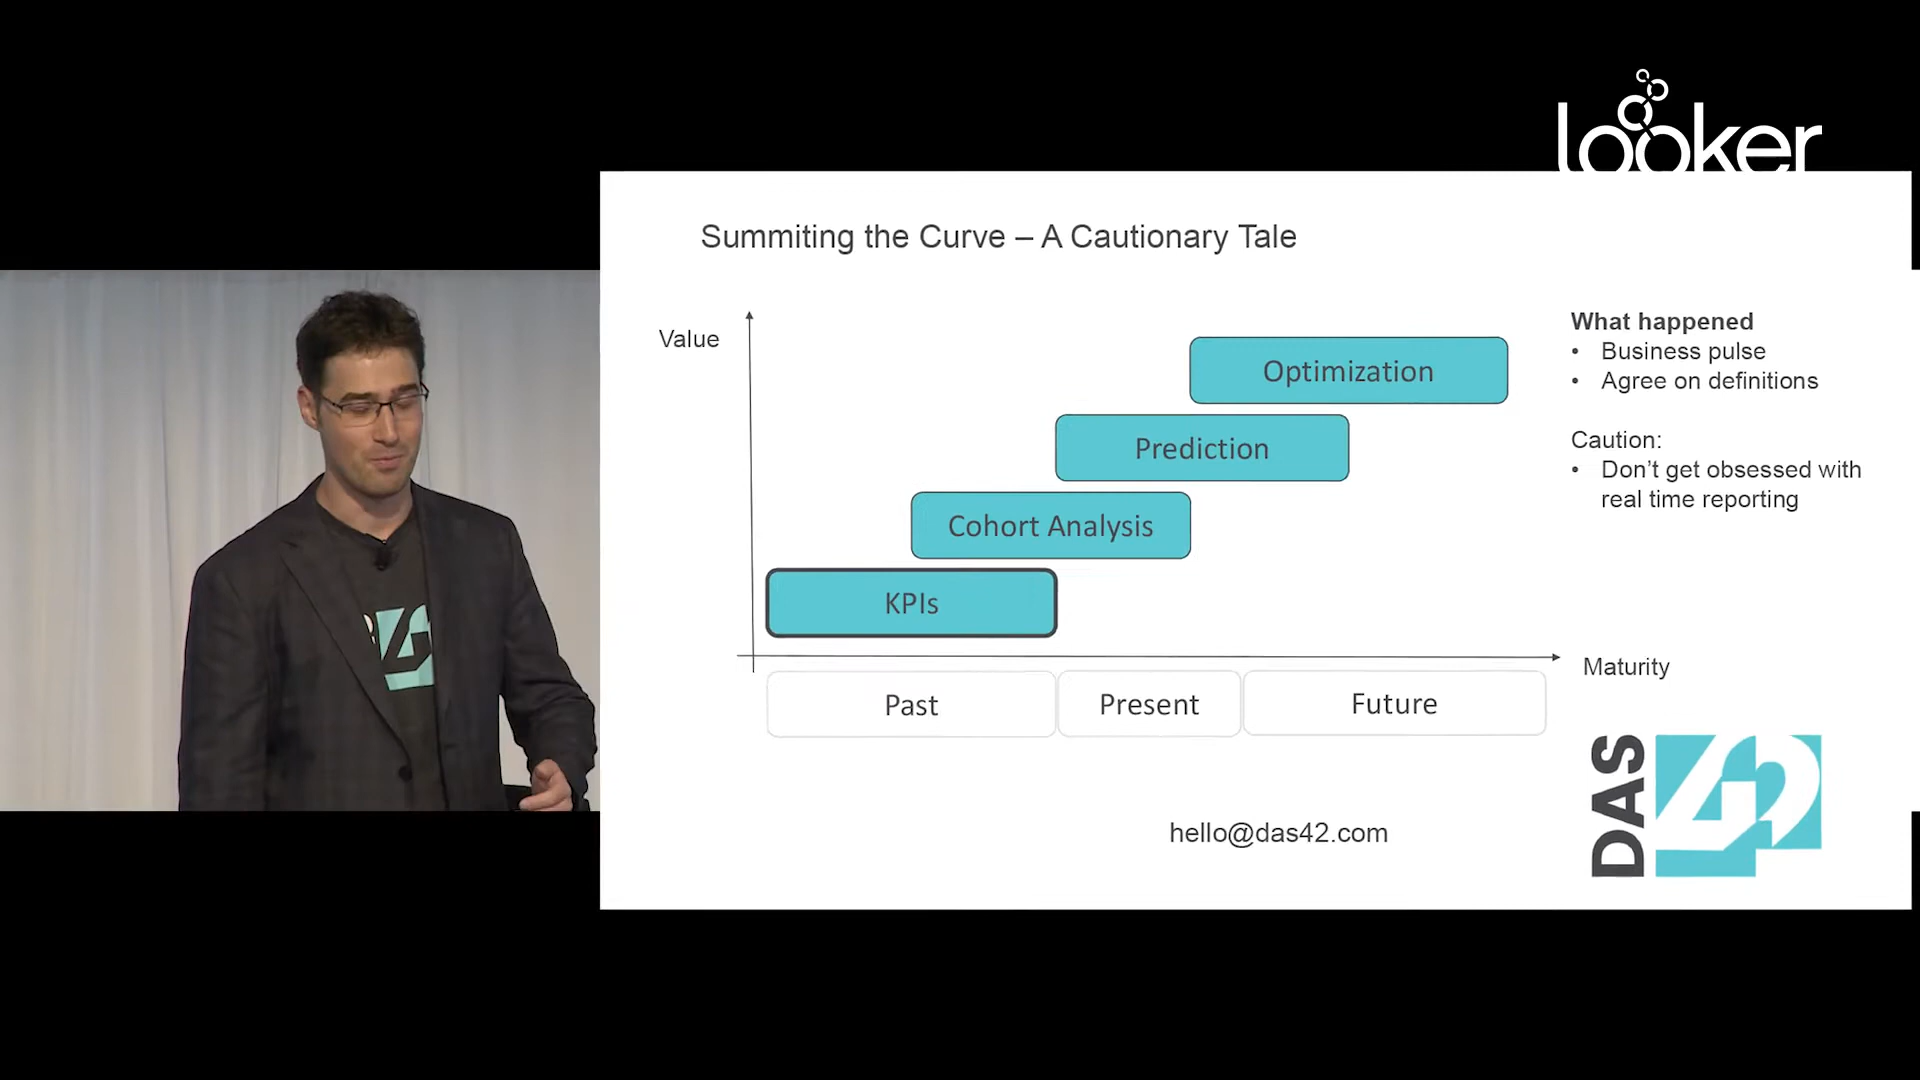 looker
Summiting the Curve – A Cautionary Tale
Value
Optimization
Prediction
Cohort Analysis
KPIs
Maturity
Past
Present
Future
What happened
• Business pulse
• Agree on definitions
Caution:
• Don’t get obsessed with
real time reporting
DAS
42
hello@das42.com
42